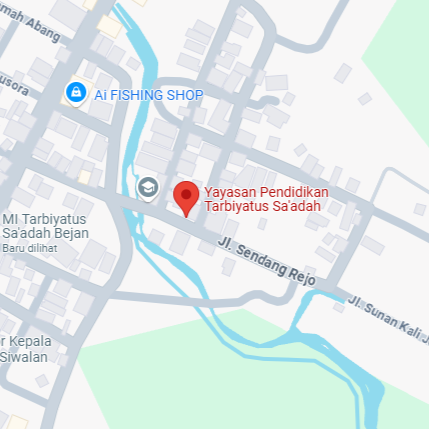 mah Abang
usora
Ai FISHING SHOP
Yayasan Pendidikan
Tarbiyatus Sa'adah
MI Tarbiyatus
Sa'adah Bejan
Baru dilihat
Jl. Sendang Rejo
Jl. Sunan Kali J
r Kepala
Siwalan